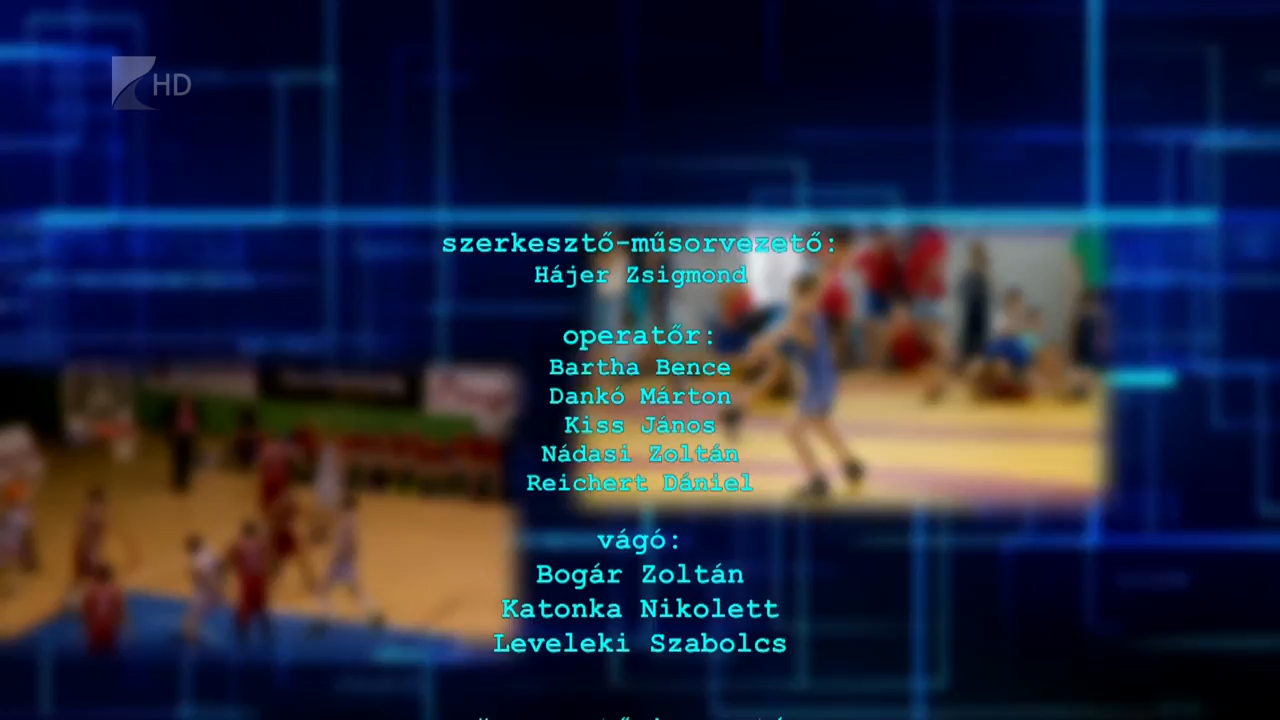 HD
szerkesztő-műsorvezető:
Hájer Zsigmond
operatőr:
Bartha Bence
Dankó Márton
Kiss János
Nádasi Zoltán
Reichert Dániel
vágó:
Bogár Zoltán
Katonka Nikolett
Leveleki Szabolcs